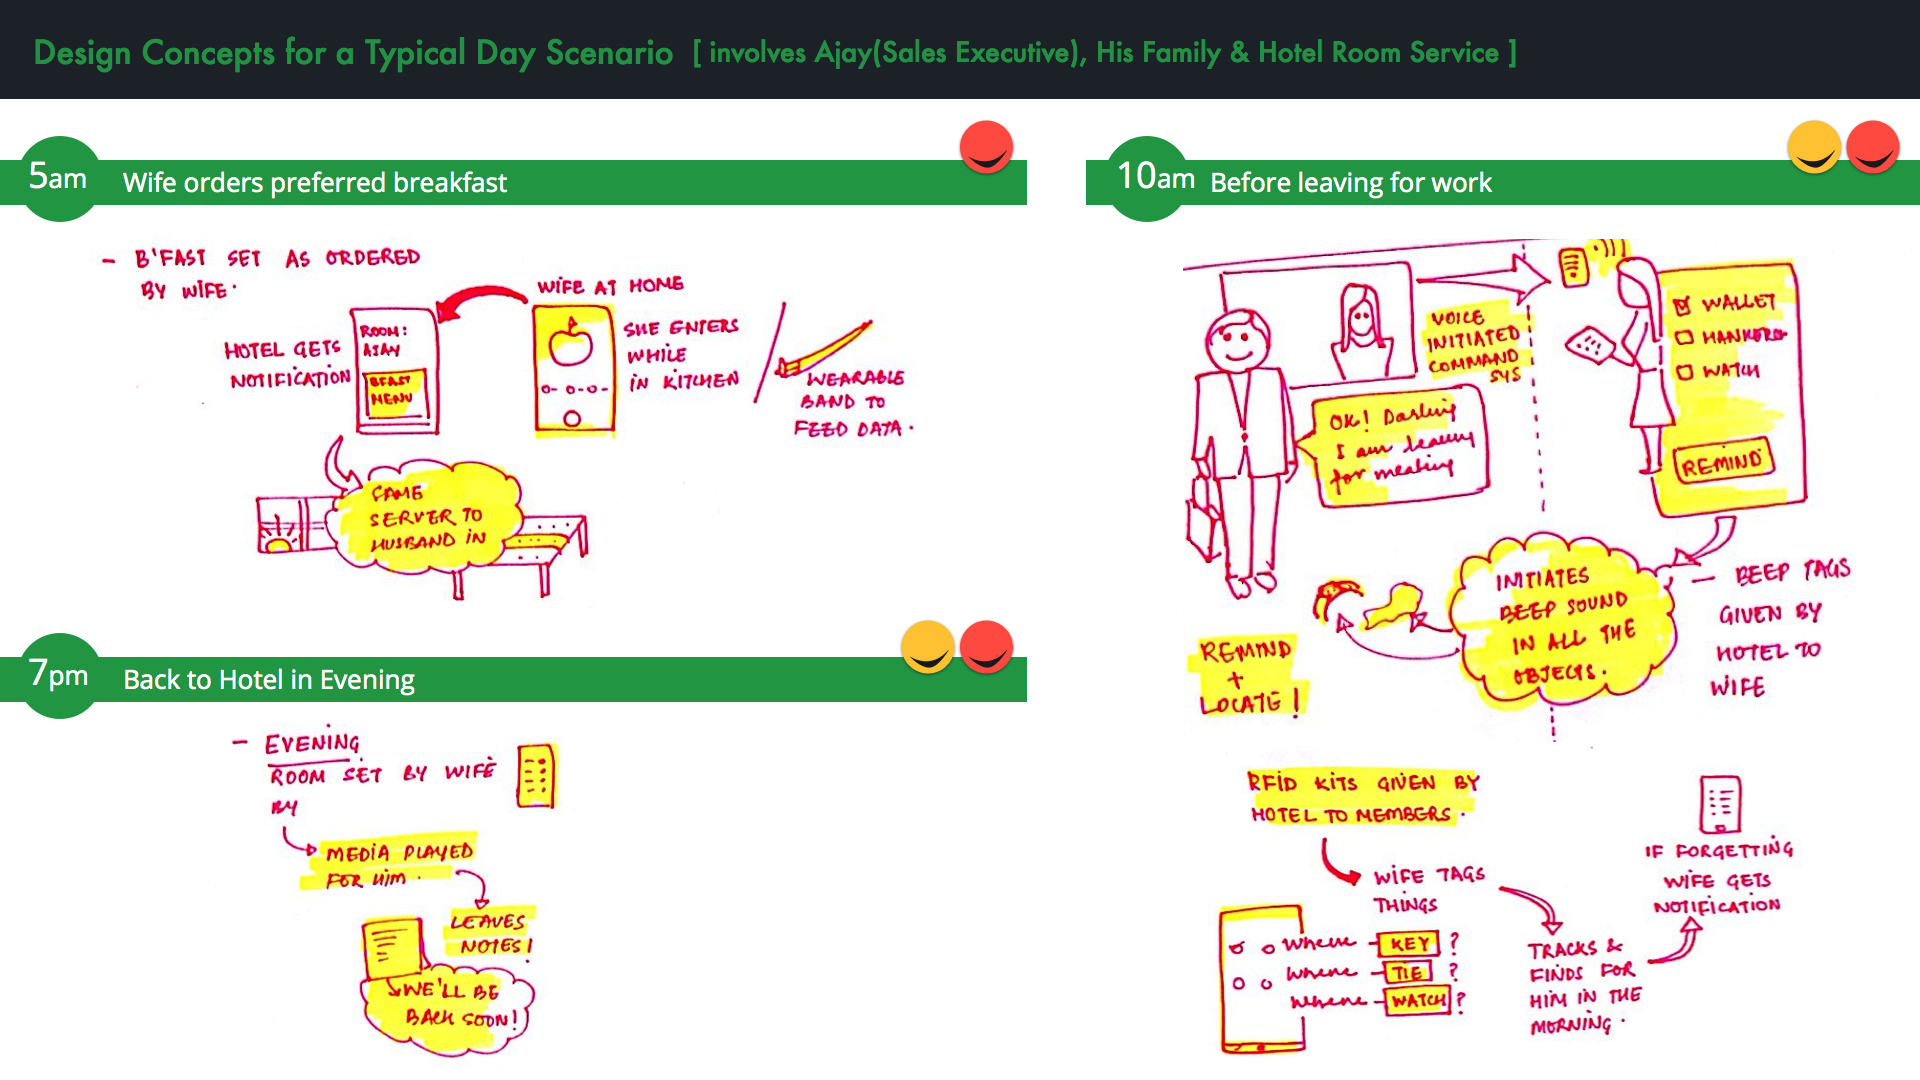 Design Concepts for a Typical Day Scenario [ involves Ajay(Sales Executive), His Family & Hotel Room Service ]
5am
Wife orders preferred breakfast
- B'FAST SET AS ORDERED
BY WIFE.
HOTEL GETS
NOTIFICATION
ROOM:
AJAY
BFAST
MENU
WIFE AT HOME
SHE ENTERS
WHILE
IN KITCHEN
WEARABLE
BAND TO
FEED DATA.
SAME
SERVER TO
HUSBAND IN
7pm
Back to Hotel in Evening
- EVENING
ROOM SET BY WIFE
BY
MEDIA PLAYED
FOR HIM.
LEAVES
NOTES!
WE'LL BE
BACK SOON!
10am
Before leaving for work
VOICE
INITIATED
COMMAND
SYS
OK! Darling
I am leaving
for meeting
WALLET
WATCH
REMIND
INITIATES
BEEP SOUND
IN ALL THE
OBJECTS.
- BEEP TAGS
GIVEN BY
HOTEL TO
WIFE
REMIND
+
LOCATE!
RFID KITS GIVEN BY
HOTEL TO MEMBERS.
WIFE TAGS
THINGS
Where - KEY ?
Where - TIE ?
Where - WATCH ?
TRACKS &
FINDS FOR
HIM IN THE
MORNING.
IF FORGETTING
WIFE GETS
NOTIFICATION